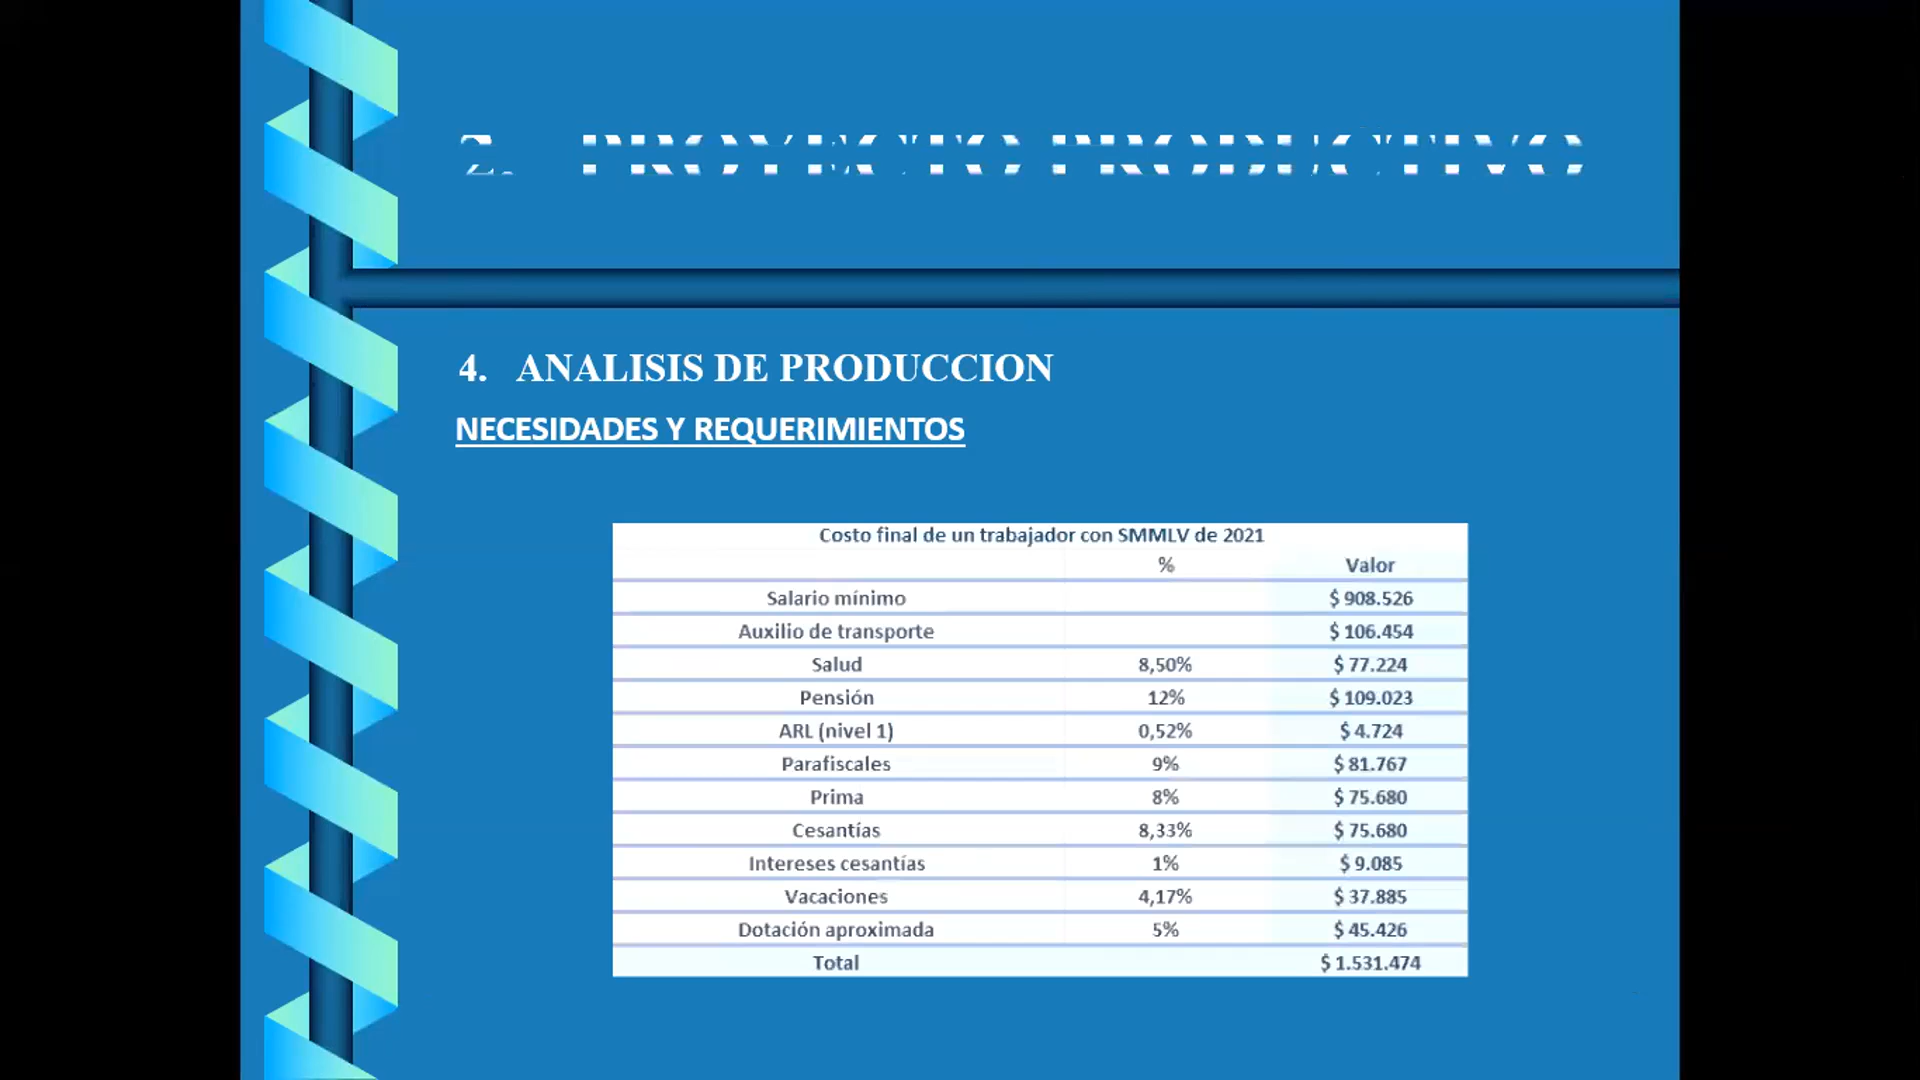 2. PROYECTO PRODUCTIVO
4. ANALISIS DE PRODUCCION
NECESIDADES Y REQUERIMIENTOS
Costo final de un trabajador con SMMLV de 2021
% Valor
Salario mínimo $ 908.526
Auxilio de transporte $ 106.454
Salud 8,50% $ 77.224
Pensión 12% $ 109.023
ARL (nivel 1) 0,52% $ 4.724
Parafiscales 9% $ 81.767
Prima 8% $ 75.680
Cesantías 8,33% $ 75.680
Intereses cesantías 1% $ 9.085
Vacaciones 4,17% $ 37.885
Dotación aproximada 5% $ 45.426
Total $ 1.531.474